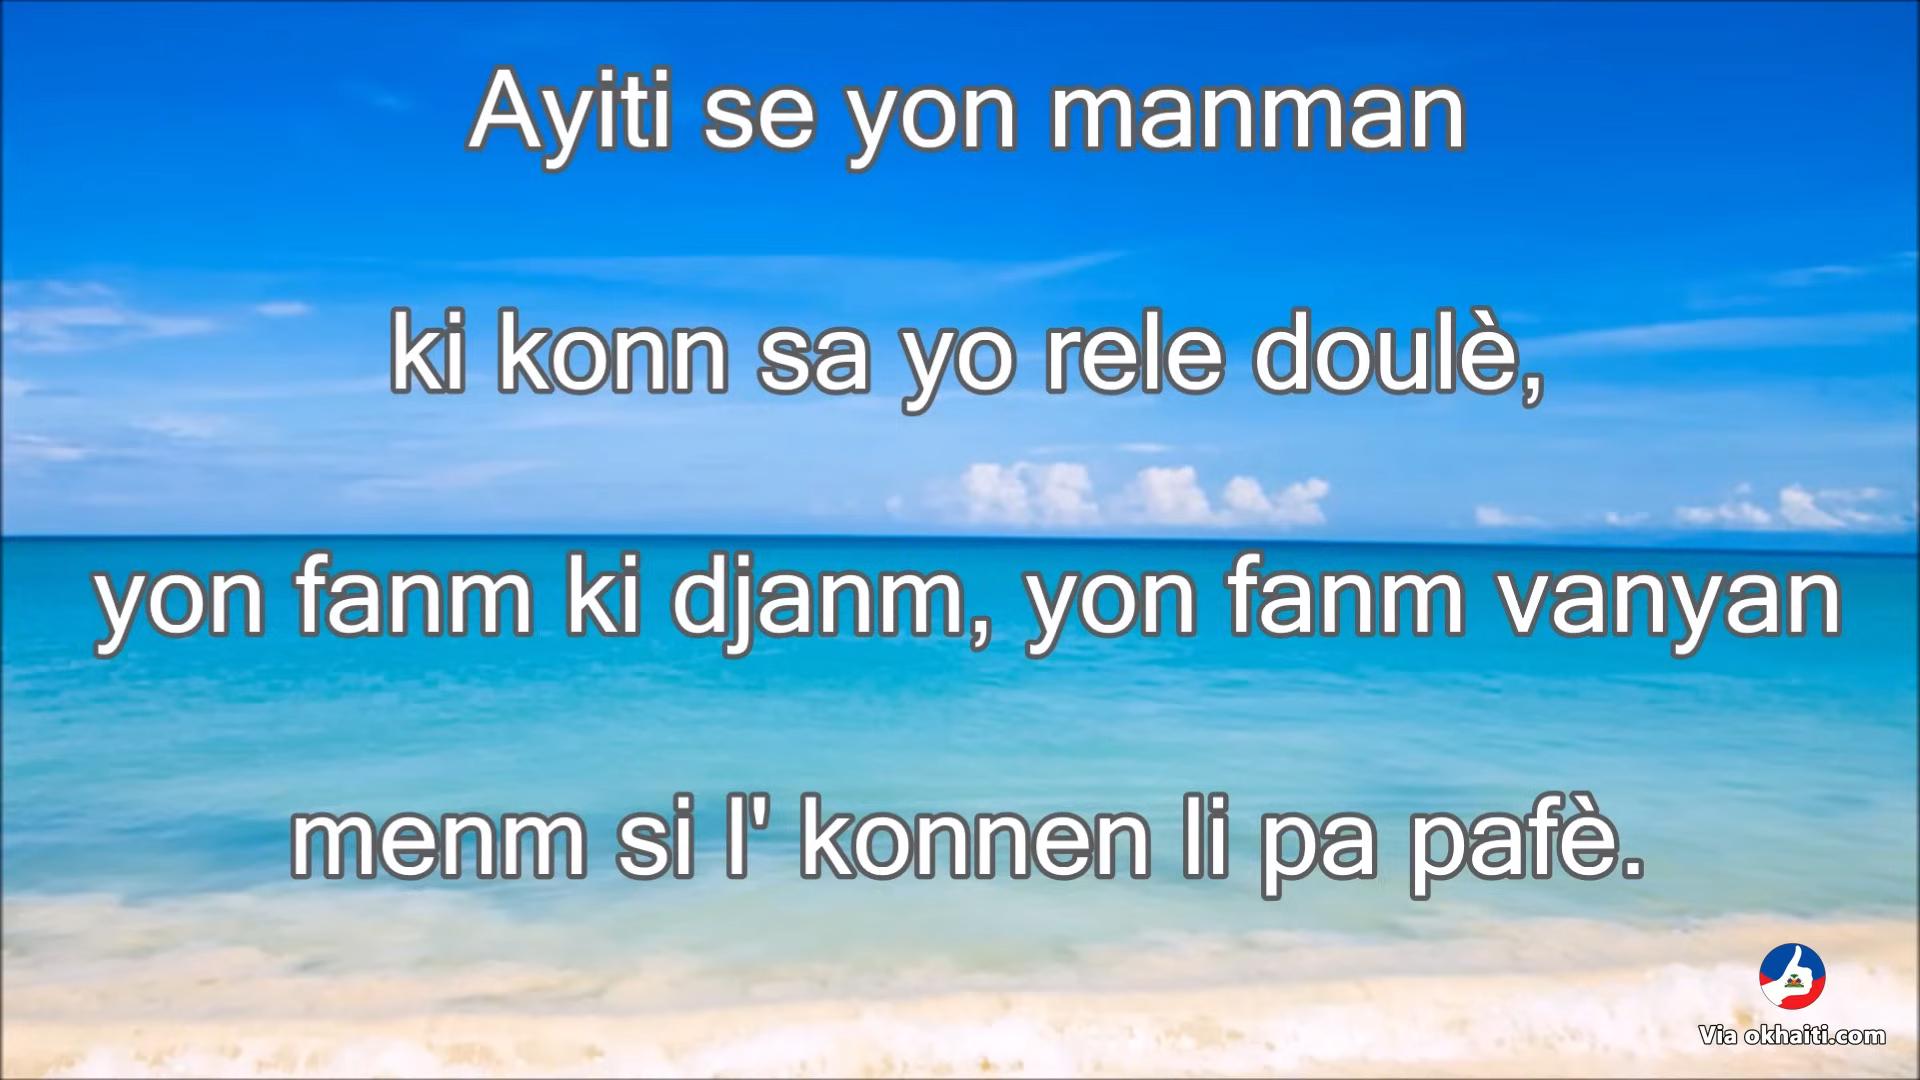 Ayiti se yon manman
ki konn sa yo rele doulè,
yon fanm ki djanm, yon fanm vanyan
menm si l' konnen li pa pafè.
Via okhaiti.com